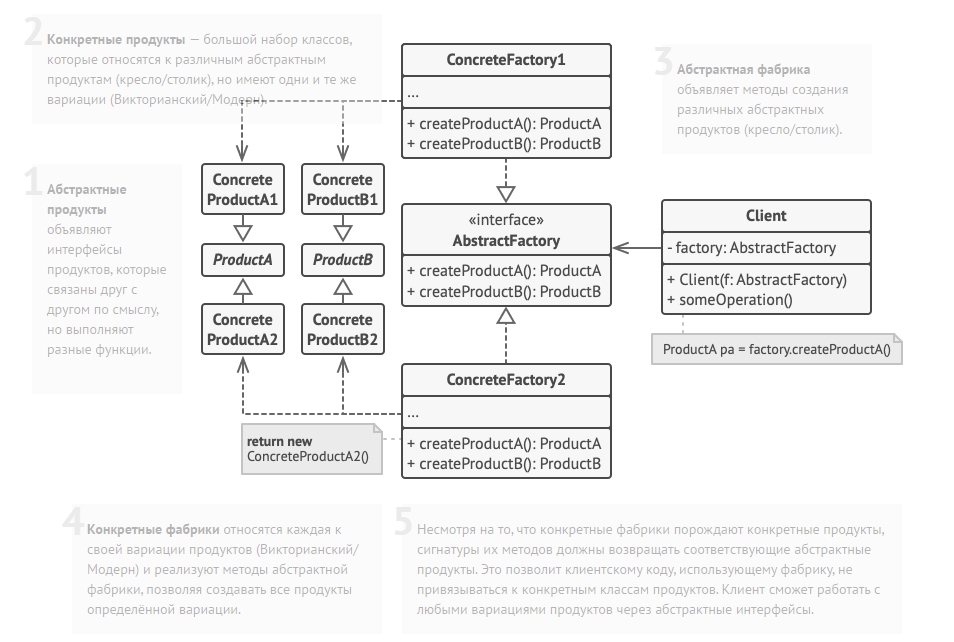 2
Конкретные продукты — большой набор классов,
которые относятся к различным абстрактным
продуктам (кресло/столик), но имеют одни и те же
вариации (Викторианский/Модерн).
ConcreteFactory1
...
+ createProductA(): ProductA
+ createProductB(): ProductB
3
Абстрактная фабрика
объявляет методы создания
различных абстрактных
продуктов (кресло/столик).
1
Абстрактные
продукты
объявляют
интерфейсы
продуктов, которые
связаны друг с
другом по смыслу,
но выполняют
разные функции.
Concrete
ProductA1
Concrete
ProductB1
ProductA
ProductB
Concrete
ProductA2
Concrete
ProductB2
«interface»
AbstractFactory
+ createProductA(): ProductA
+ createProductB(): ProductB
Client
- factory: AbstractFactory
+ Client(f: AbstractFactory)
+ someOperation()
ProductA pa = factory.createProductA()
ConcreteFactory2
...
+ createProductA(): ProductA
+ createProductB(): ProductB
return new
ConcreteProductA2()
4
Конкретные фабрики относятся каждая к
своей вариации продуктов (Викторианский/
Модерн) и реализуют методы абстрактной
фабрики, позволяя создавать все продукты
определённой вариации.
5
Несмотря на то, что конкретные фабрики порождают конкретные продукты,
сигнатуры их методов должны возвращать соответствующие абстрактные
продукты. Это позволит клиентскому коду, использующему фабрику, не
привязываться к конкретным классам продуктов. Клиент сможет работать с
любыми вариациями продуктов через абстрактные интерфейсы.